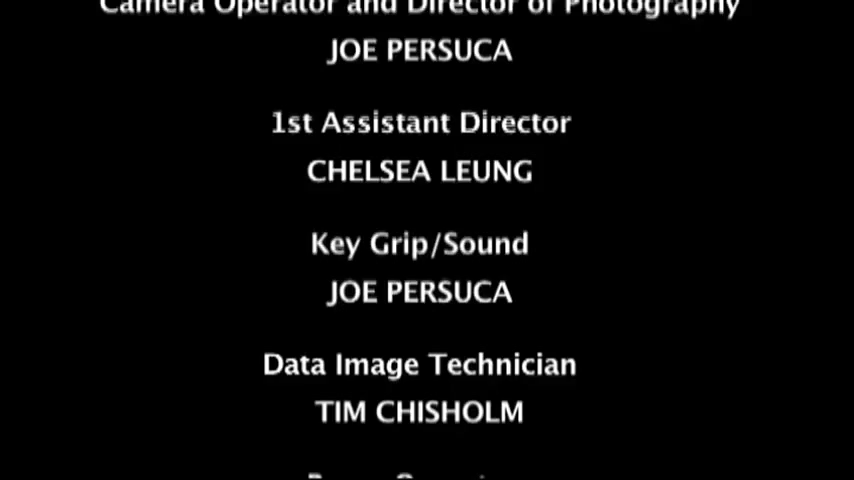 Camera Operator and Director of Photography
JOE PERSUCA
1st Assistant Director
CHELSEA LEUNG
Key Grip/Sound
JOE PERSUCA
Data Image Technician
TIM CHISHOLM